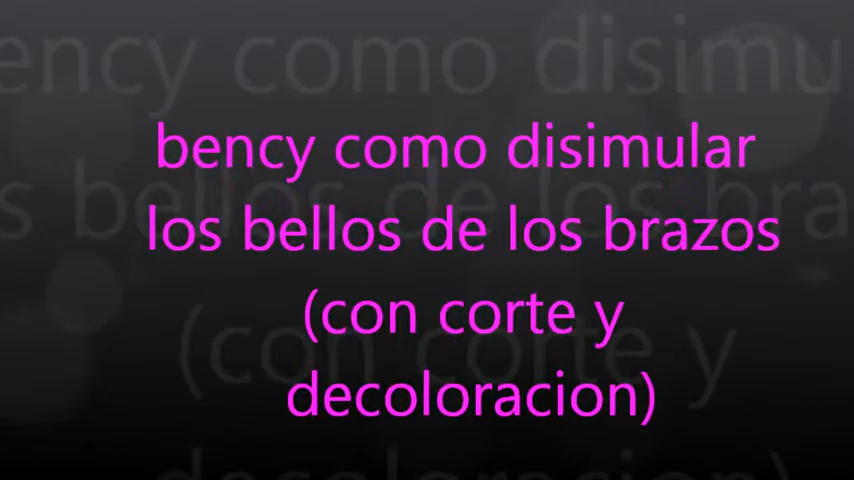 bency como disimular
los bellos de los brazos
(con corte y
decoloracion)